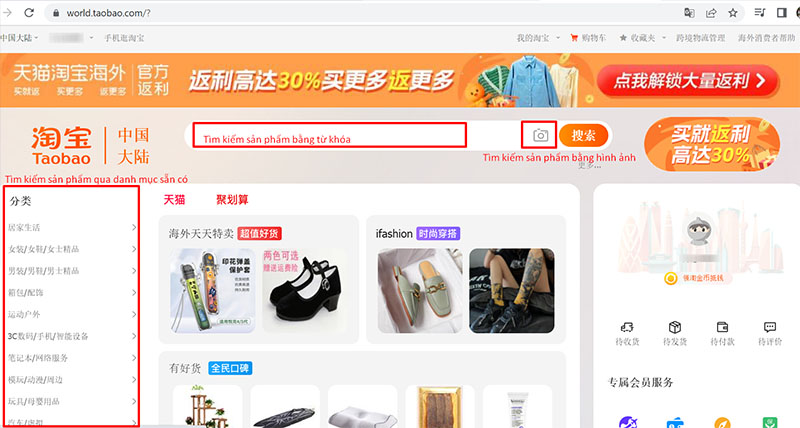 world.taobao.com/?
中国大陆
手机逛淘宝
我的淘宝
购物车
收藏夹
跨境物流管理
海外消费者帮助
天猫淘宝海外
官方
返利
买就返 买更多 返更多
返利高达30%买更多返更多
点我解锁大量返利
淘宝
Taobao
中国
大陆
Tìm kiếm sản phẩm bằng từ khóa
搜索
Tìm kiếm sản phẩm bằng hình ảnh
更多...
买就返利
高达30%
Tìm kiếm sản phẩm qua danh mục sẵn có
分类
居家生活
女装/女鞋/女士精品
男装/男鞋/男士精品
箱包/配饰
运动户外
3C数码/手机/智能设备
笔记本/网络服务
模玩/动漫/周边
玩具/母婴用品
天猫
聚划算
海外天天特卖
超值好货
印花弹盖
保护套
两色可选
赠送运费险
ifashion
时尚穿搭
有好货
全民口碑
领淘金币抵钱
待收货
待发货
待付款
待评价
专属会员服务